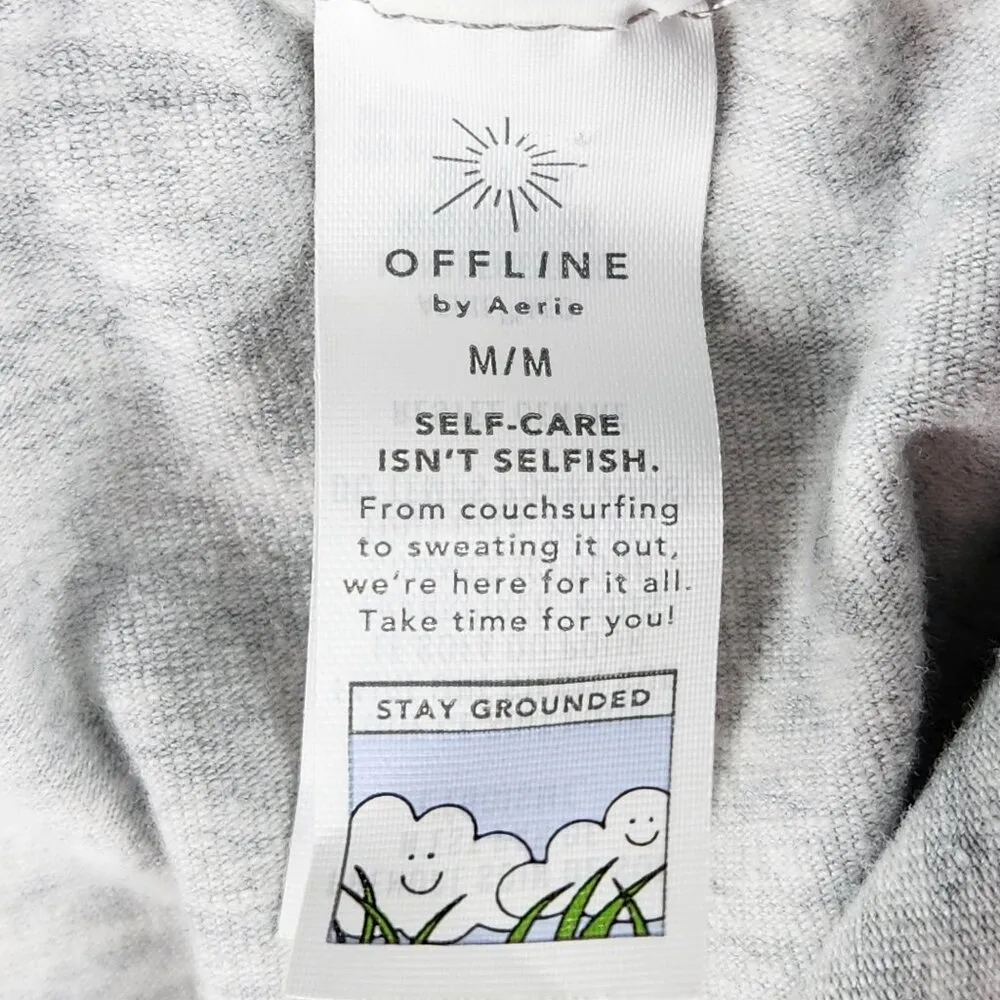 OFFLINE
by Aerie
M/M
SELF-CARE
ISN'T SELFISH.
From couchsurfing
to sweating it out,
we're here for it all.
Take time for you!
STAY GROUNDED